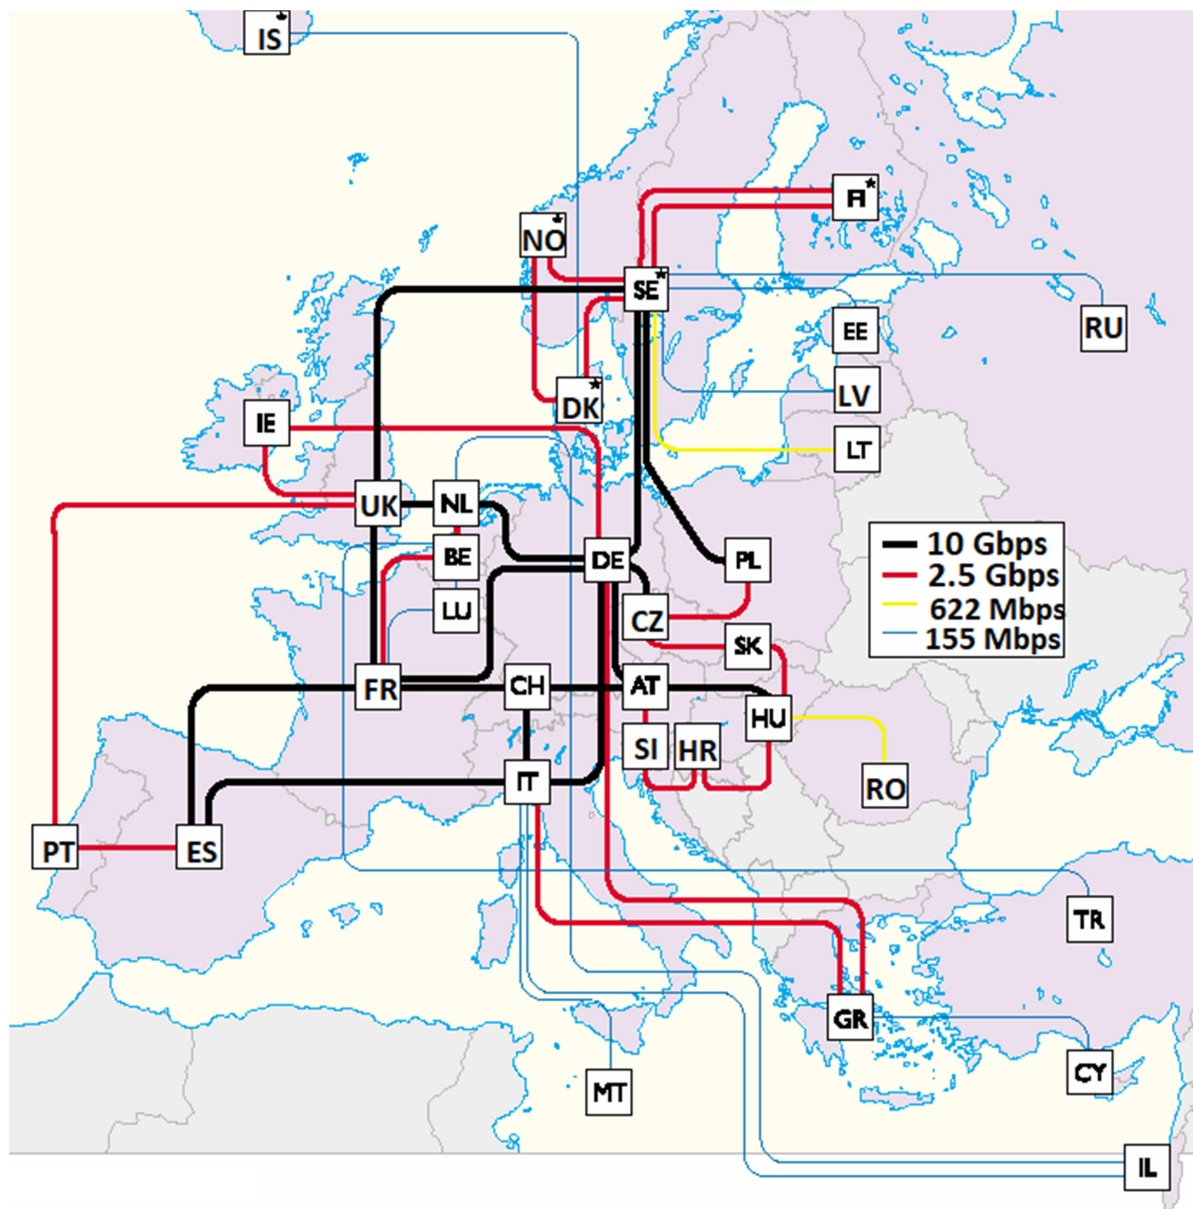 IS
FI*
NO
SE*
RU
EE
DK*
LV
IE
LT
UK
NL
10 Gbps
BE
DE
PL
2.5 Gbps
LU
CZ
622 Mbps
155 Mbps
SK
FR
CH
AT
HU
SI
HR
IT
RO
PT
ES
TR
GR
CY
MT
IL